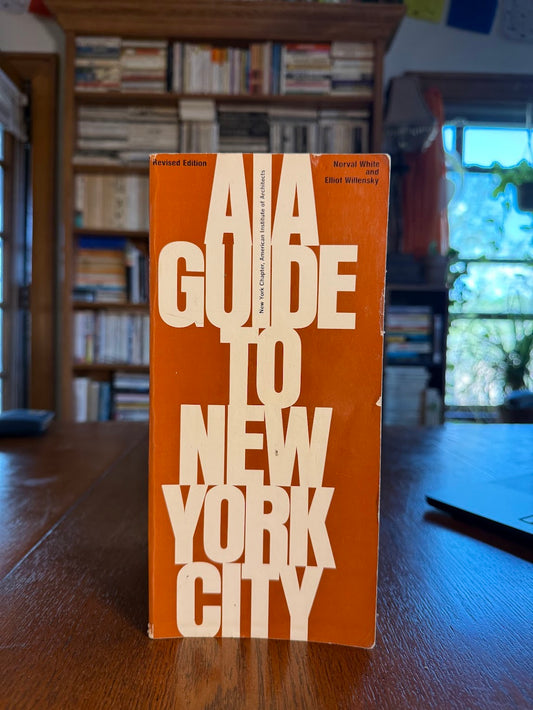 Revised Edition
Norval White
and
Elliot Willensky
AIA
New York Chapter, American Institute of Architects
GUIDE
TO
NEW
YORK
CITY